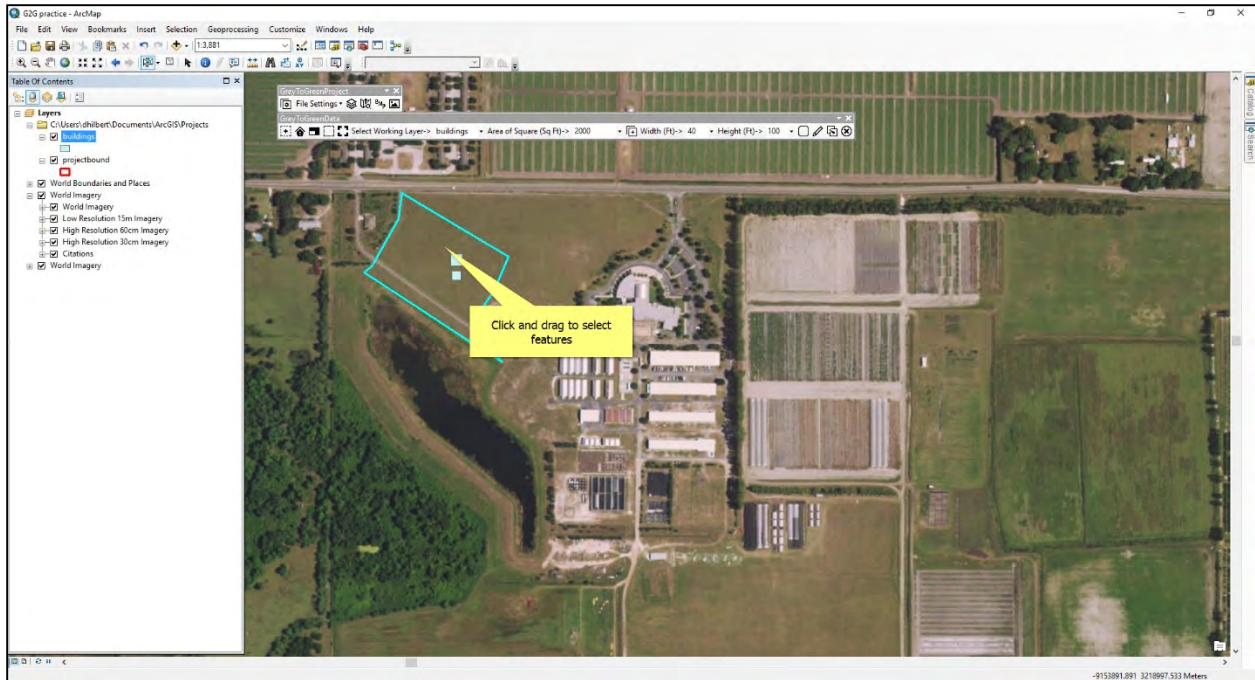 G2G practice - ArcMap
File Edit View Bookmarks Insert Selection Geoprocessing Customize Windows Help
1:3,881
Table Of Contents
Layers
C:\Users\dhilbert\Documents\ArcGIS\Projects
buildings
projectbound
World Boundaries and Places
World Imagery
World Imagery
Low Resolution 15m Imagery
High Resolution 60cm Imagery
High Resolution 30cm Imagery
Citations
World Imagery
GreyToGreenProject
File Settings
GreyToGreenData
Select Working Layer-> buildings Area of Square (Sq Ft)-> 2000 Width (Ft)-> 40 Height (Ft)-> 100
Click and drag to select
features
Catalog
Search
-9153891.891 3218997.533 Meters